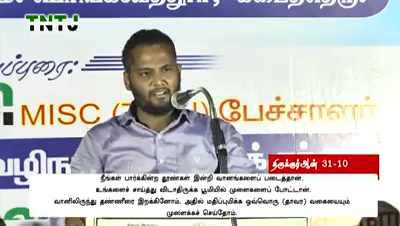 TNTJ
MISC (T பேச்சாளர்
திருக்குர்ஆன் 31-10
நீங்கள் பார்க்கின்ற தூண்கள் இன்றி வானங்களைப் படைத்தான்.
உங்களைச் சாய்த்து விடாதிருக்க பூமியில் முளைகளைப் போட்டான்.
வானிலிருந்து தண்ணீரை இறக்கினோம். அதில் மதிப்புமிக்க ஒவ்வொரு (தாவர) வகையையும்
முளைக்கச் செய்தோம்.